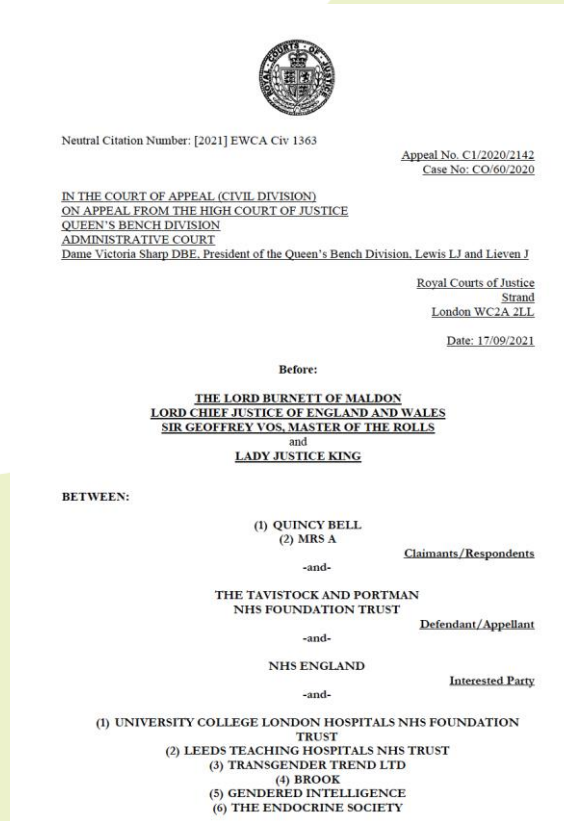 ROYAL · COURTS · OF · JUSTICE
Neutral Citation Number: [2021] EWCA Civ 1363
Appeal No. C1/2020/2142
Case No: CO/60/2020
IN THE COURT OF APPEAL (CIVIL DIVISION)
ON APPEAL FROM THE HIGH COURT OF JUSTICE
QUEEN'S BENCH DIVISION
ADMINISTRATIVE COURT
Dame Victoria Sharp DBE, President of the Queen's Bench Division, Lewis LJ and Lieven J
Royal Courts of Justice
Strand
London WC2A 2LL
Date: 17/09/2021
Before:
THE LORD BURNETT OF MALDON
LORD CHIEF JUSTICE OF ENGLAND AND WALES
SIR GEOFFREY VOS, MASTER OF THE ROLLS
and
LADY JUSTICE KING
BETWEEN:
(1) QUINCY BELL
(2) MRS A
Claimants/Respondents
-and-
THE TAVISTOCK AND PORTMAN
NHS FOUNDATION TRUST
Defendant/Appellant
-and-
NHS ENGLAND
Interested Party
-and-
(1) UNIVERSITY COLLEGE LONDON HOSPITALS NHS FOUNDATION
TRUST
(2) LEEDS TEACHING HOSPITALS NHS TRUST
(3) TRANSGENDER TREND LTD
(4) BROOK
(5) GENDERED INTELLIGENCE
(6) THE ENDOCRINE SOCIETY